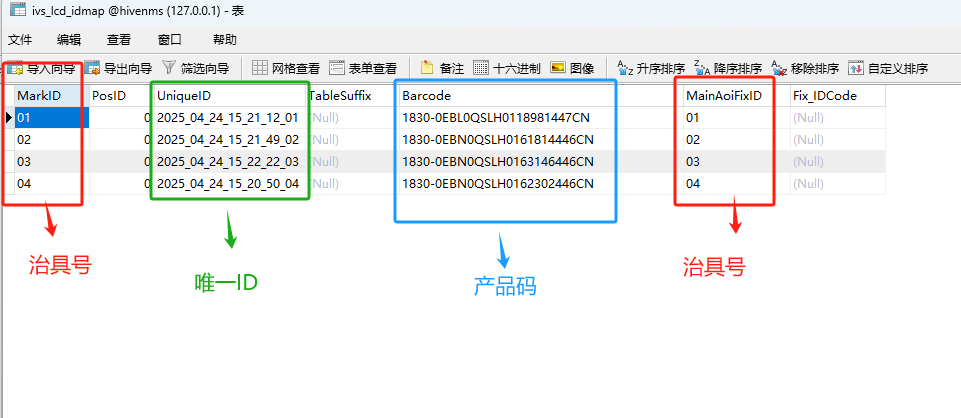 ivs_lcd_idmap @hivenms (127.0.0.1) - 表
文件 编辑 查看 窗口 帮助
导入向导 导出向导 筛选向导 网格查看 表单查看 备注 十六进制 图像 升序排序 降序排序 移除排序 自定义排序
MarkID PosID UniqueID TableSuffix Barcode MainAoiFixID Fix_IDCode
01 0 2025_04_24_15_21_12_01 (Null) 1830-0EBL0QSLH0118981447CN 01 (Null)
02 0 2025_04_24_15_21_49_02 (Null) 1830-0EBN0QSLH0161814446CN 02 (Null)
03 0 2025_04_24_15_22_22_03 (Null) 1830-0EBN0QSLH0163146446CN 03 (Null)
04 0 2025_04_24_15_20_50_04 (Null) 1830-0EBN0QSLH0162302446CN 04 (Null)
治具号 唯一ID 产品码 治具号